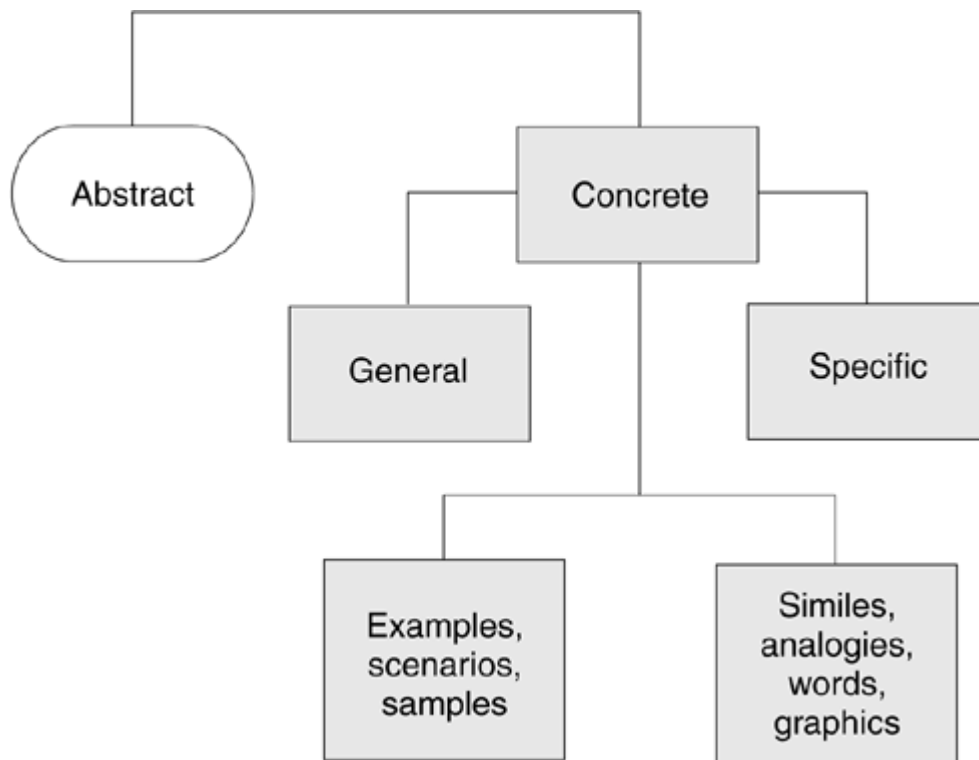 Abstract
Concrete
General
Specific
Examples,
scenarios,
samples
Similes,
analogies,
words,
graphics